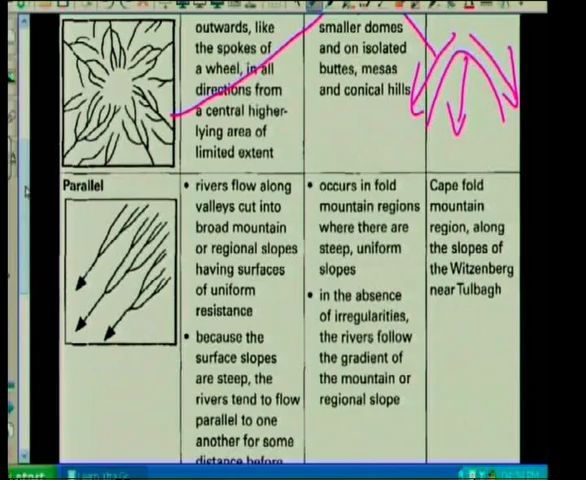 outwards, like
the spokes of
a wheel, in all
directions from
a central higher-
lying area of
limited extent
smaller domes
and on isolated
buttes, mesas
and conical hills
Parallel
• rivers flow along
valleys cut into
broad mountain
or regional slopes
having surfaces
of uniform
resistance
• because the
surface slopes
are steep, the
rivers tend to flow
parallel to one
another for some
distance before
• occurs in fold
mountain regions
where there are
steep, uniform
slopes
• in the absence
of irregularities,
the rivers follow
the gradient of
the mountain or
regional slope
Cape fold
mountain
region, along
the slopes of
the Witzenberg
near Tulbagh
start